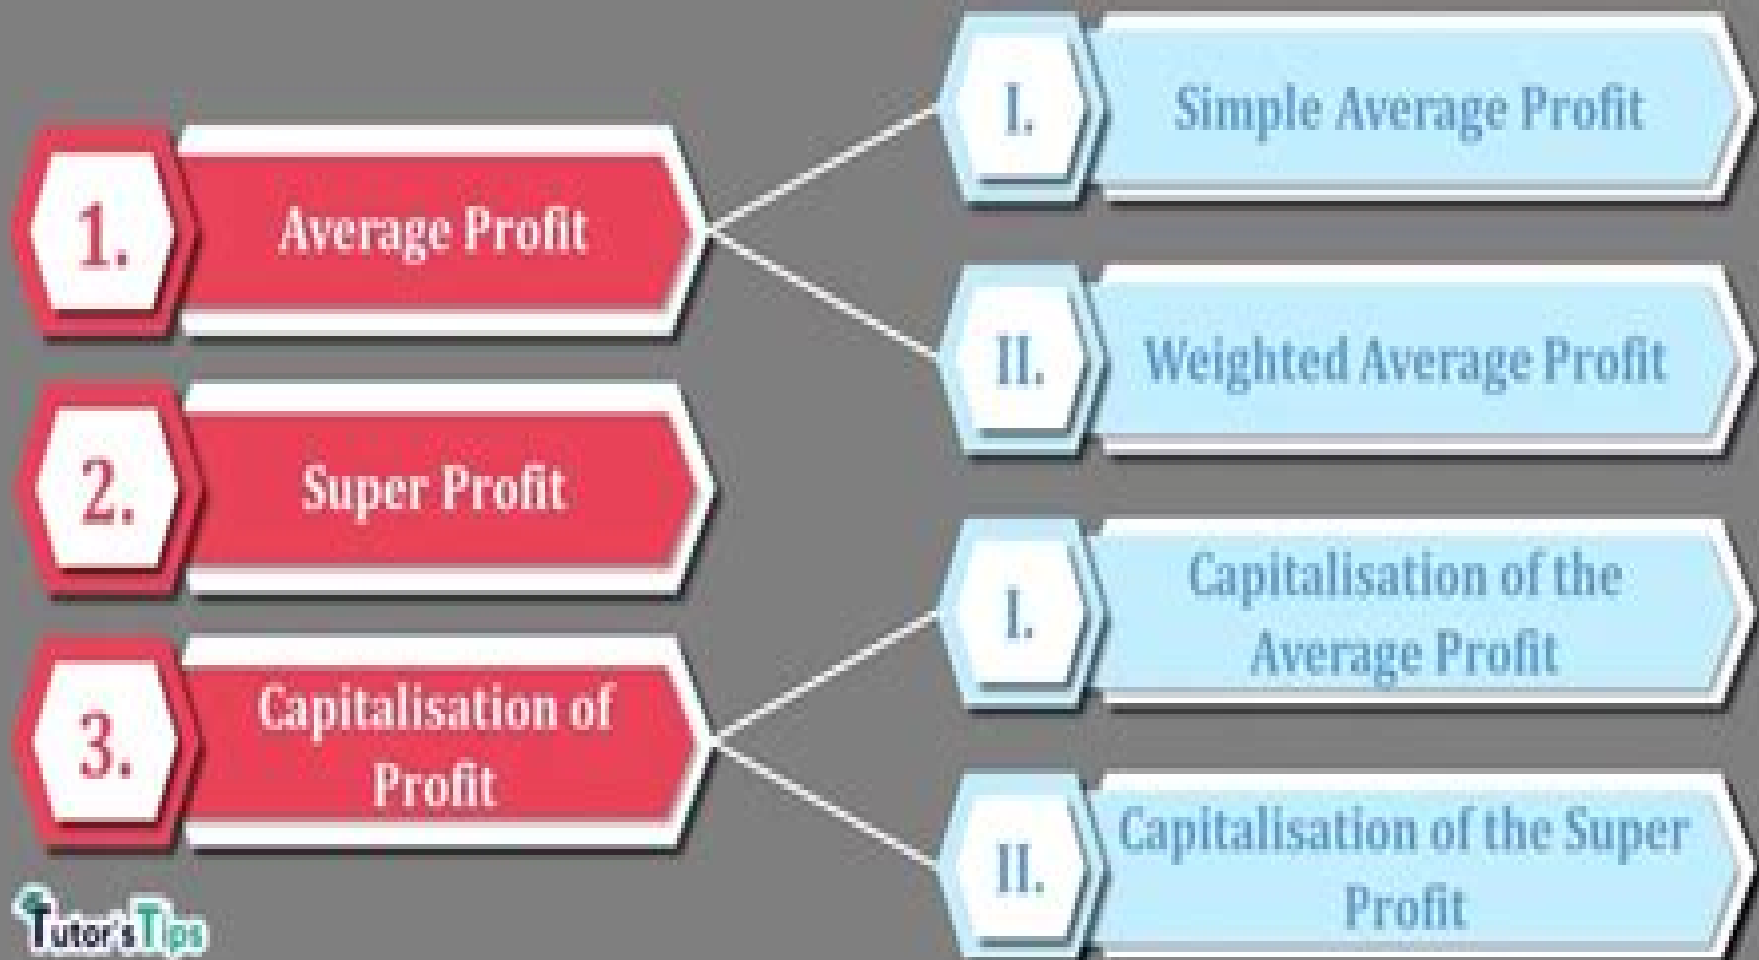 1.
Average Profit
I.
Simple Average Profit
II.
Weighted Average Profit
2.
Super Profit
3.
Capitalisation of
Profit
I.
Capitalisation of the
Average Profit
II.
Capitalisation of the Super
Profit
Tutor'sTips